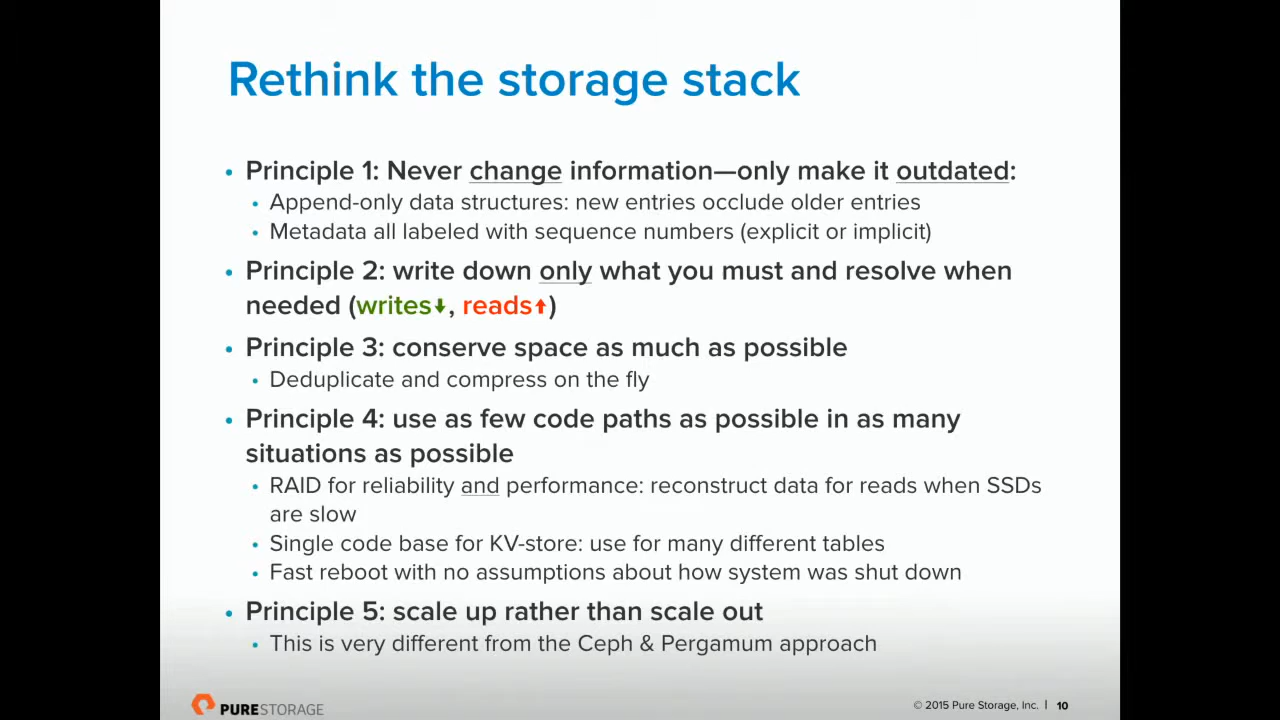 Rethink the storage stack
• Principle 1: Never change information—only make it outdated:
• Append-only data structures: new entries occlude older entries
• Metadata all labeled with sequence numbers (explicit or implicit)
• Principle 2: write down only what you must and resolve when
needed (writes⬇, reads⬆)
• Principle 3: conserve space as much as possible
• Deduplicate and compress on the fly
• Principle 4: use as few code paths as possible in as many
situations as possible
• RAID for reliability and performance: reconstruct data for reads when SSDs
are slow
• Single code base for KV-store: use for many different tables
• Fast reboot with no assumptions about how system was shut down
• Principle 5: scale up rather than scale out
• This is very different from the Ceph & Pergamum approach
PURESTORAGE
© 2015 Pure Storage, Inc. | 10